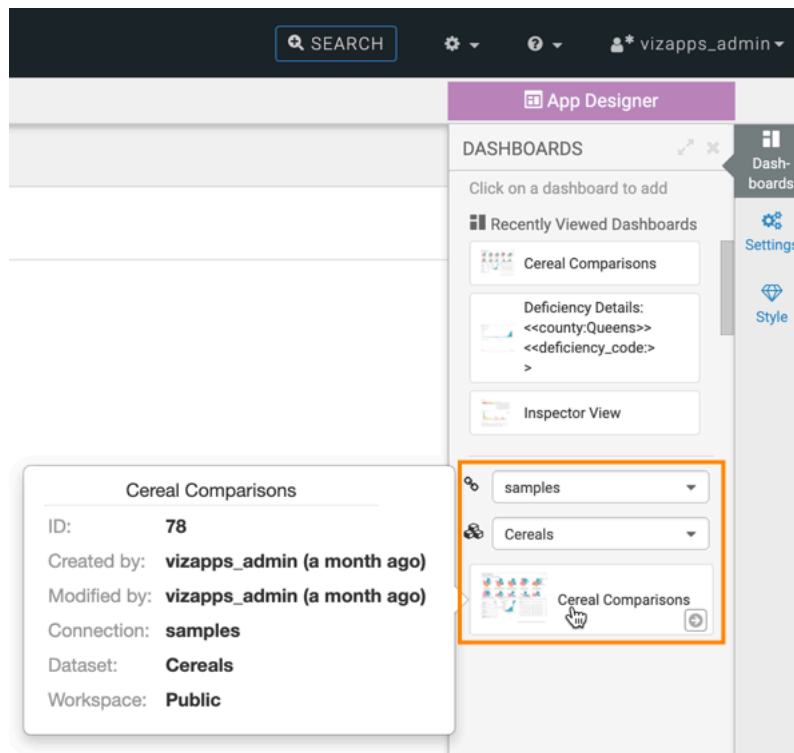 SEARCH
vizapps_admin
App Designer
DASHBOARDS
Dash-
boards
Click on a dashboard to add
Recently Viewed Dashboards
Settings
Cereal Comparisons
Style
Deficiency Details:
<<county:Queens>>
<<deficiency_code:>
>
Inspector View
samples
Cereals
Cereal Comparisons
Cereal Comparisons
ID: 78
Created by: vizapps_admin (a month ago)
Modified by: vizapps_admin (a month ago)
Connection: samples
Dataset: Cereals
Workspace: Public